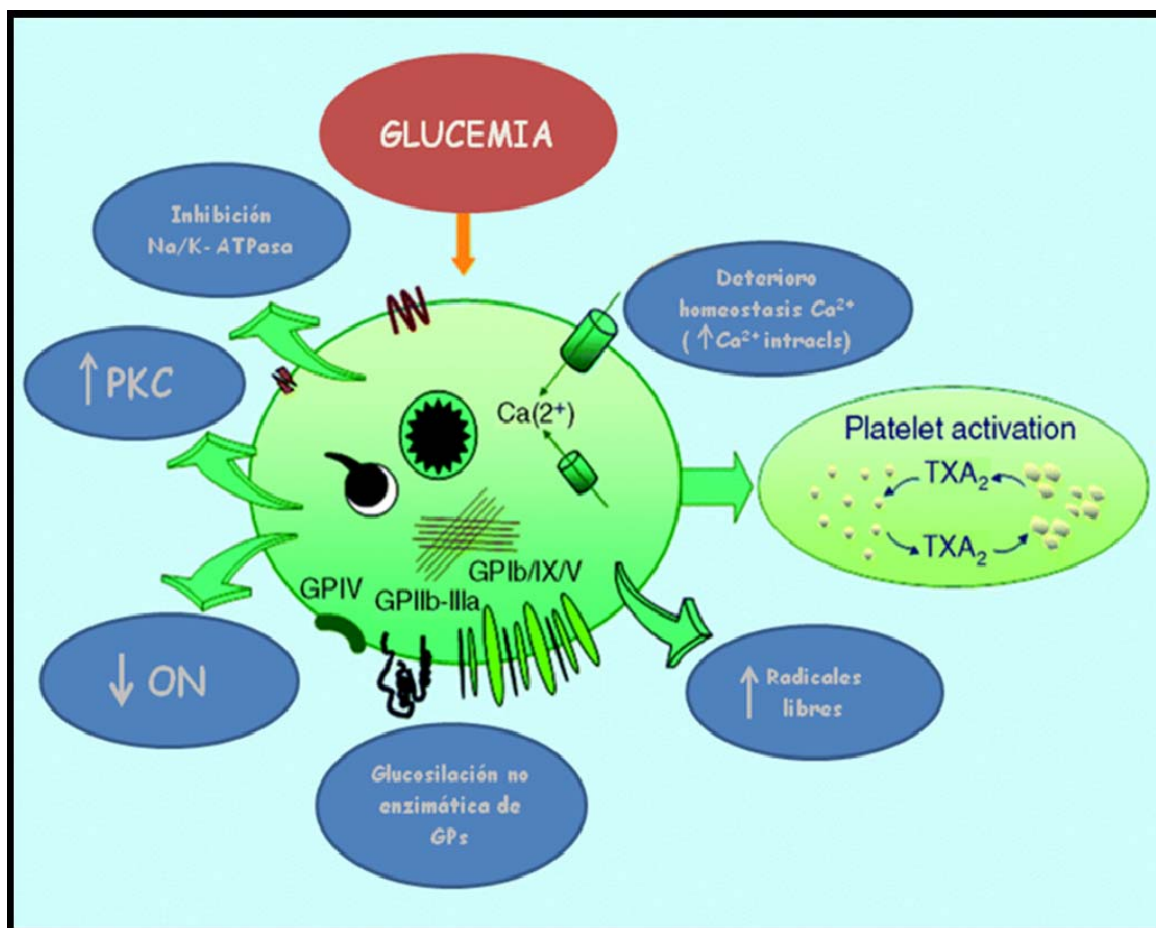 GLUCEMIA
Inhibición
Na/K- ATPasa
Deterioro
homeostasis Ca²⁺
( ↑Ca²⁺ intracls)
↑ PKC
Ca(2⁺)
Platelet activation
TXA₂
TXA₂
GPIV
GPIIb-IIIa
GPIb/IX/V
↓ ON
↑ Radicales
libres
Glucosilación no
enzimática de
GPs